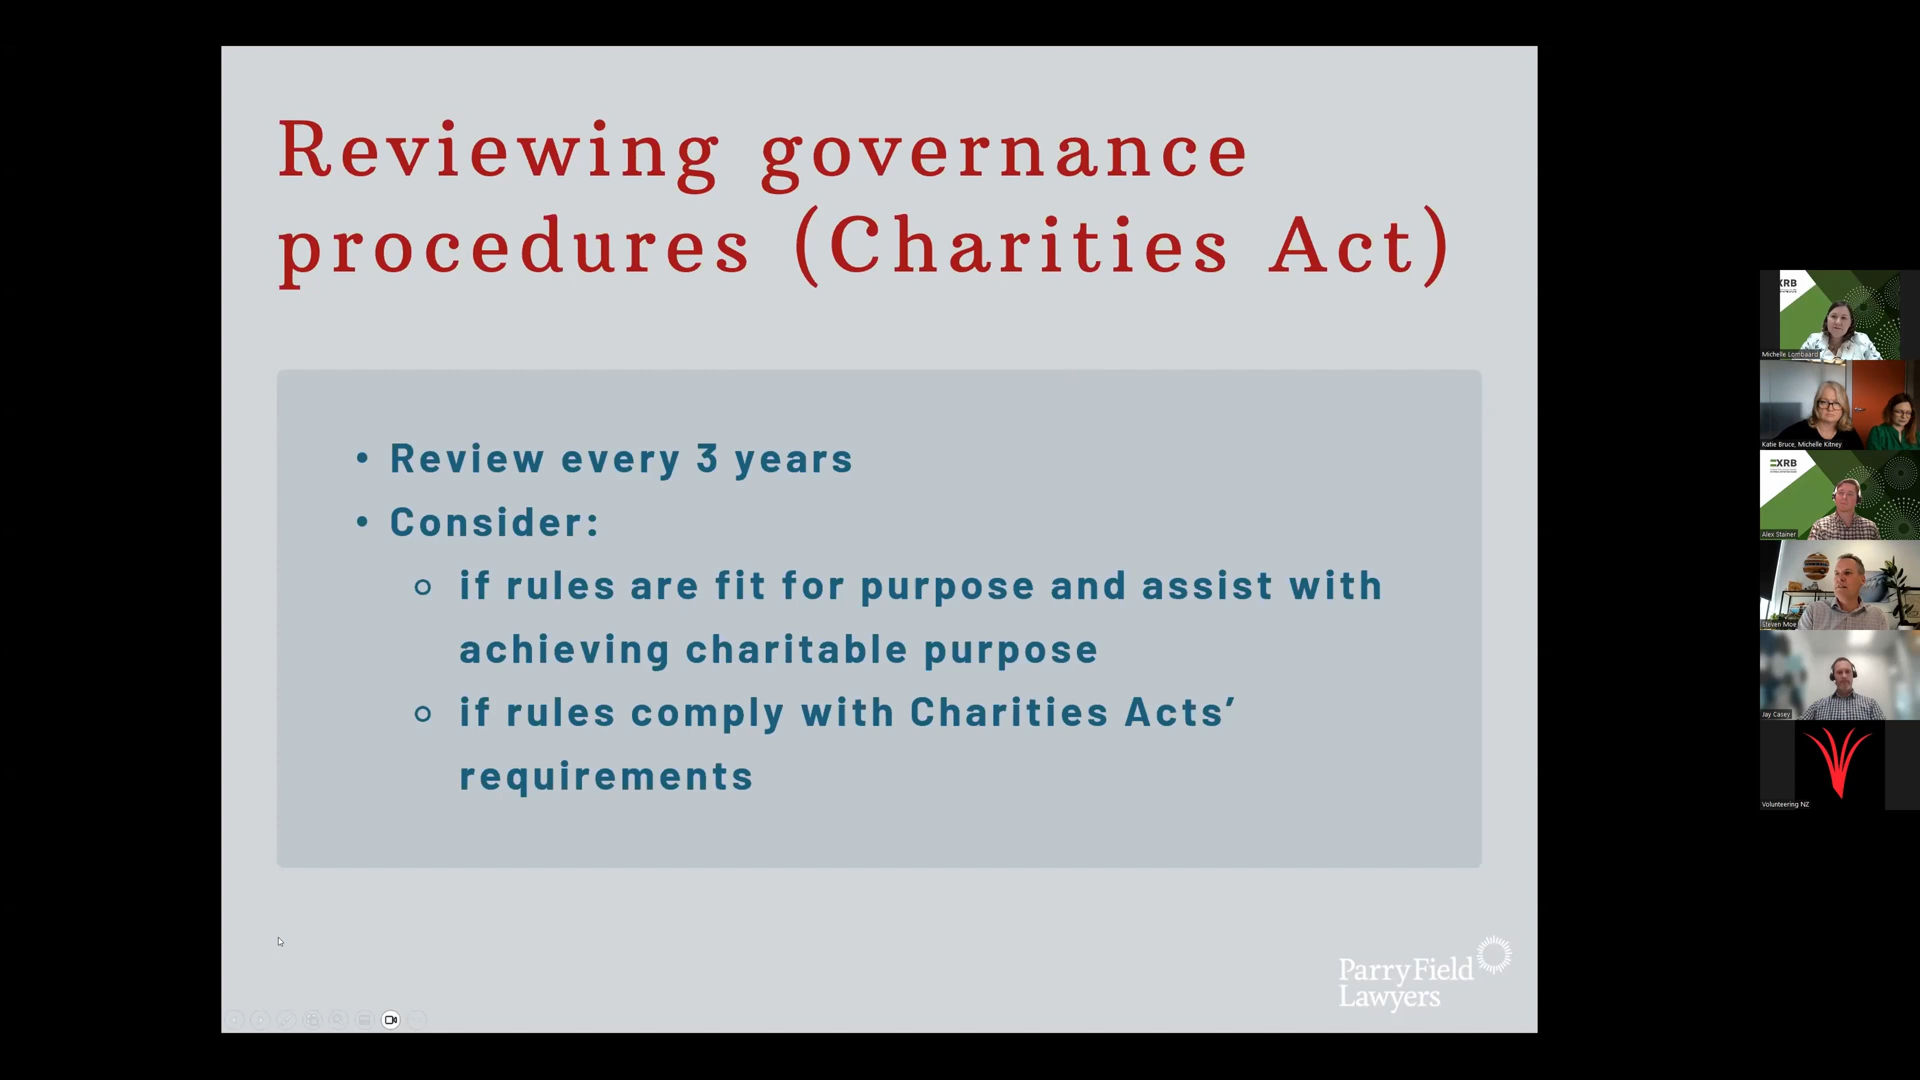 Reviewing governance
procedures (Charities Act)
• Review every 3 years
• Consider:
○ if rules are fit for purpose and assist with
achieving charitable purpose
○ if rules comply with Charities Acts’
requirements
Parry Field
Lawyers
XRB
Michelle Lombaard
Katie Bruce, Michelle Kitney
XRB
Alex Stainer
Steven Moe
Jay Casey
Volunteering NZ